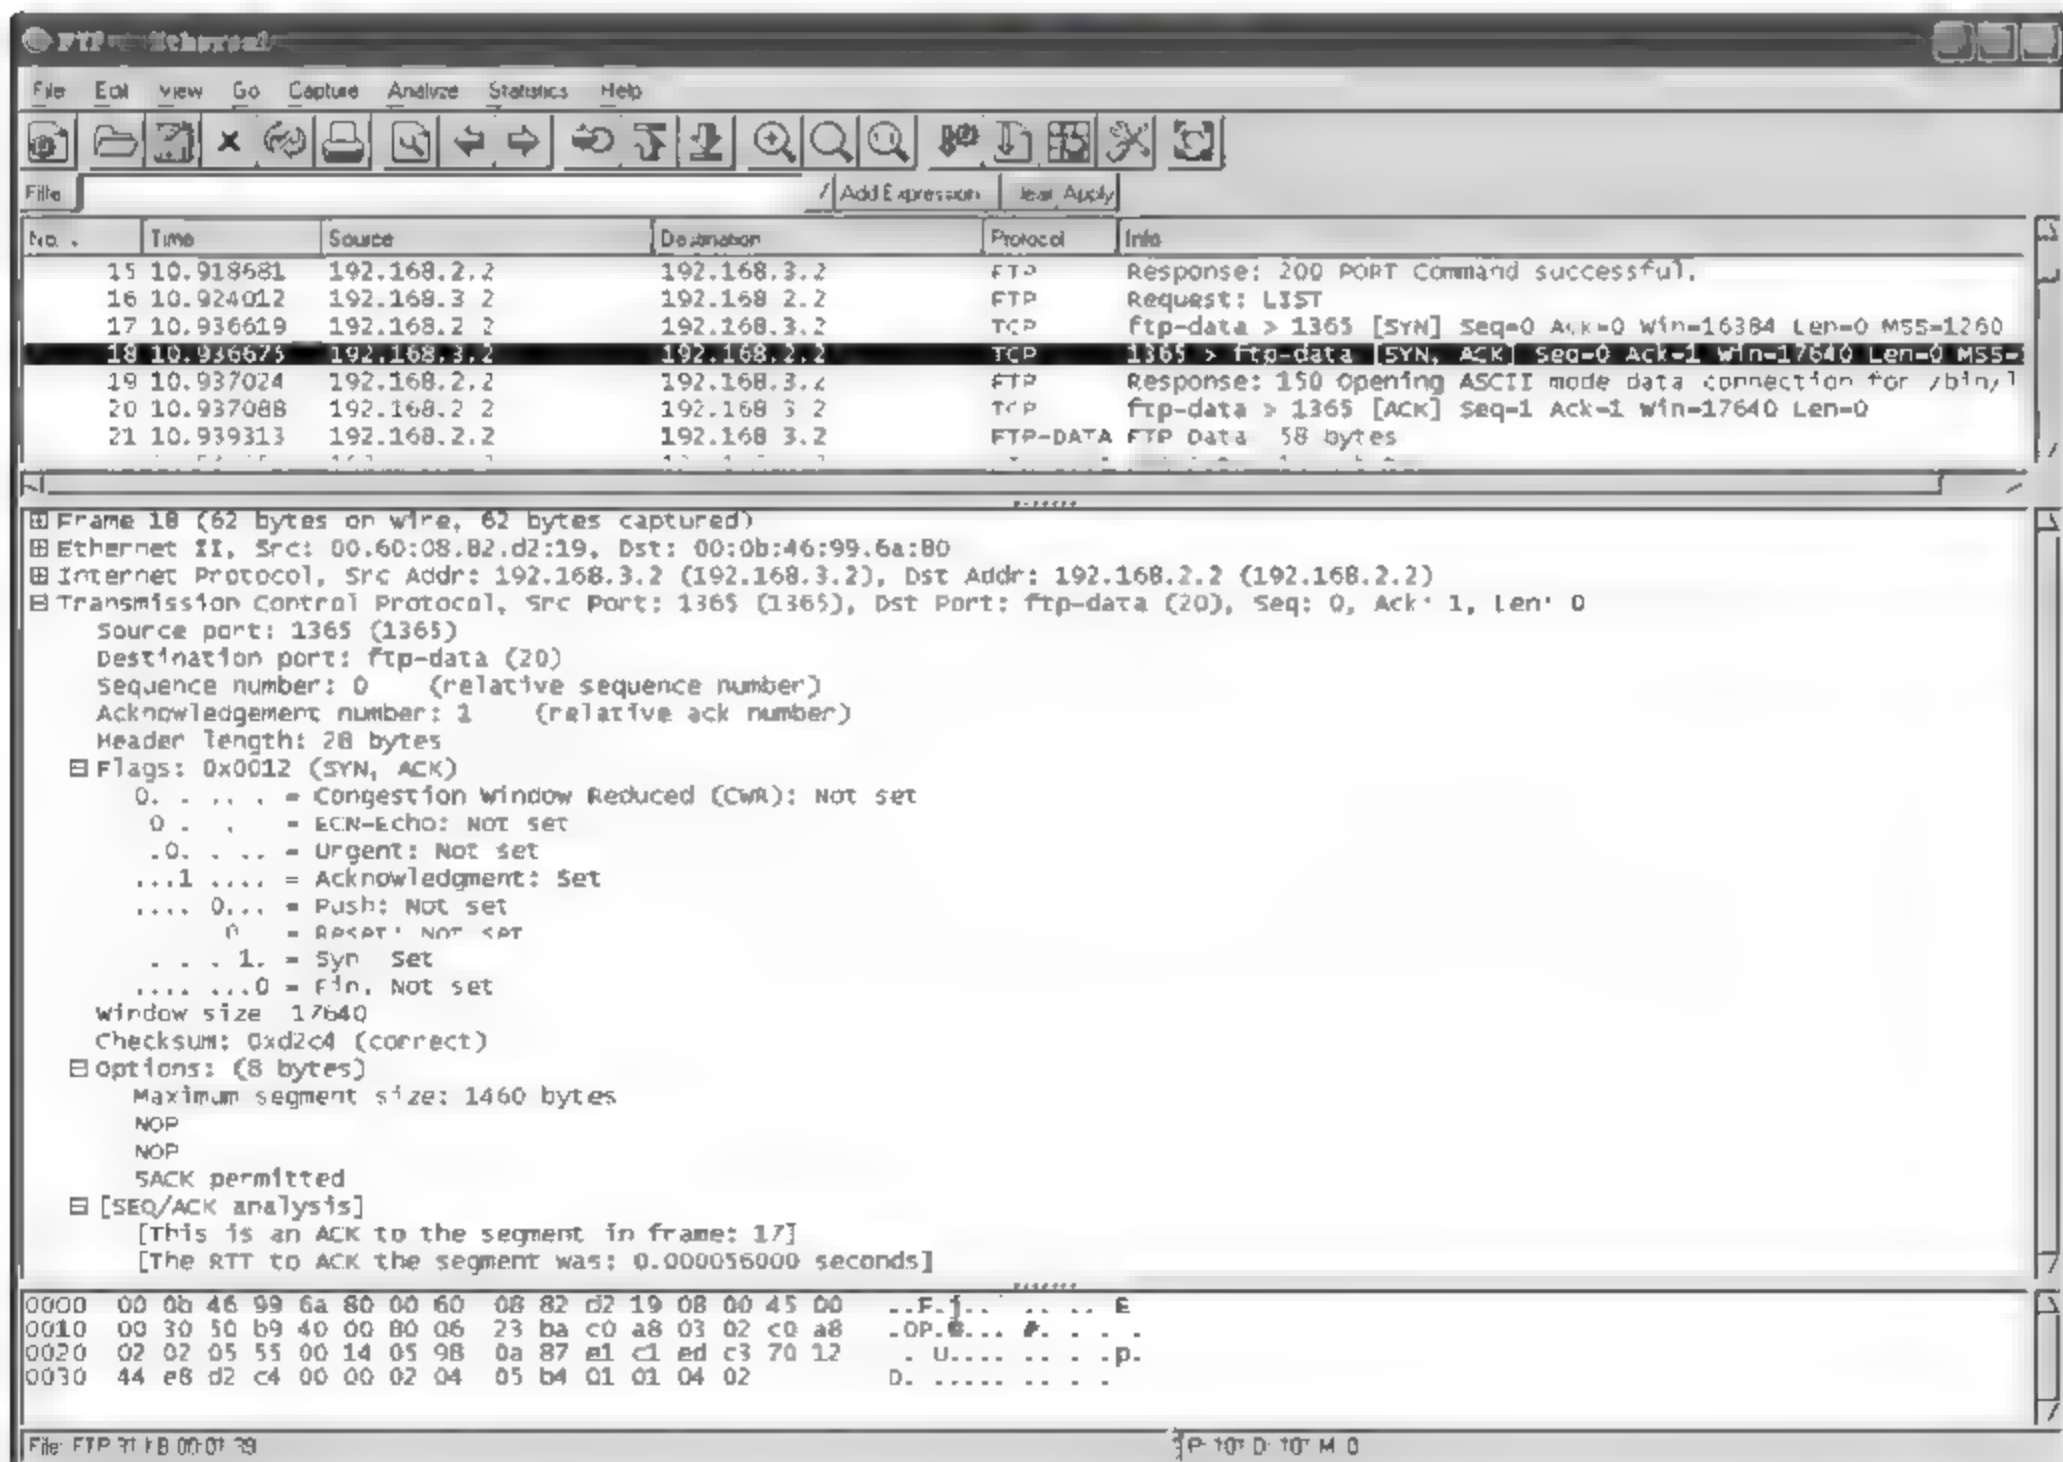 File Edit View Go Capture Analyze Statistics Help
Add Expression Apply
No. . Time Source Destination Protocol Info
15 10.918681 192.168.2.2 192.168.3.2 FTP Response: 200 PORT Command successful.
16 10.924012 192.168.3 2 192.168 2.2 FTP Request: LIST
17 10.936619 192.168.2 2 192.168.3.2 TCP ftp-data > 1365 [SYN] Seq=0 Ack=0 Win=16384 Len=0 MSS=1260
18 10.936675 192.168.3.2 192.168.2.2 TCP 1365 > ftp-data [SYN, ACK] Seq=0 Ack=1 Win=17640 Len=0 MSS=
19 10.937024 192.168.2.2 192.168.3.2 FTP Response: 150 Opening ASCII mode data connection for /bin/l
20 10.937088 192.168.2 2 192.168 3 2 TCP ftp-data > 1365 [ACK] Seq=1 Ack=1 Win=17640 Len=0
21 10.939313 192.168.2.2 192.168 3.2 FTP-DATA FTP Data 58 bytes
Frame 18 (62 bytes on wire, 62 bytes captured)
Ethernet II, Src: 00.60:08.82.d2:19, Dst: 00:0b:46:99.6a:80
Internet Protocol, Src Addr: 192.168.3.2 (192.168.3.2), Dst Addr: 192.168.2.2 (192.168.2.2)
Transmission Control Protocol, Src Port: 1365 (1365), Dst Port: ftp-data (20), Seq: 0, Ack: 1, Len: 0
Source port: 1365 (1365)
Destination port: ftp-data (20)
Sequence number: 0 (relative sequence number)
Acknowledgement number: 1 (relative ack number)
Header length: 28 bytes
Flags: 0x0012 (SYN, ACK)
0. . .. . = Congestion Window Reduced (CWR): Not set
0 . . = ECN-Echo: Not set
.0. . .. = Urgent: Not set
...1 .... = Acknowledgment: Set
.... 0... = Push: Not set
0 = Reset: Not set
. . . 1. = Syn Set
.... ...0 = Fin. Not set
Window size 17640
Checksum: 0xd2c4 (correct)
Options: (8 bytes)
Maximum segment size: 1460 bytes
NOP
NOP
SACK permitted
[SEQ/ACK analysis]
[This is an ACK to the segment in frame: 17]
[The RTT to ACK the segment was: 0.000056000 seconds]
0000 00 0b 46 99 6a 80 00 60 08 82 d2 19 08 00 45 00 ..F.j.. .. .. E
0010 00 30 50 b9 40 00 80 06 23 ba c0 a8 03 02 c0 a8 .0P.@... #. . . .
0020 02 02 05 55 00 14 05 98 0a 87 e1 c1 ed c3 70 12 . U.... .. . .p.
0030 44 e8 d2 c4 00 00 02 04 05 b4 01 01 04 02 D. ..... .. . .
File: FTP